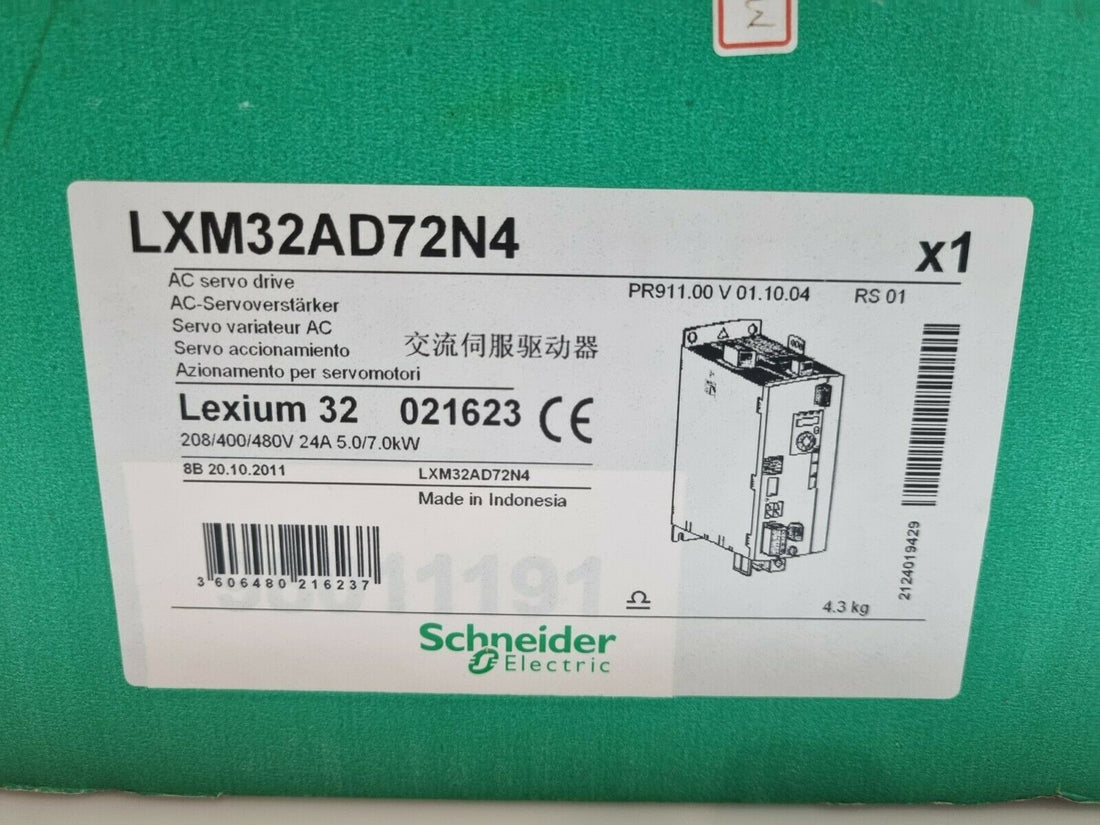 LXM32AD72N4
x1
AC servo drive
AC-Servoverstärker
Servo variateur AC
Servo accionamiento
Azionamento per servomotori
交流伺服驱动器
PR911.00 V 01.10.04 RS 01
Lexium 32 021623 CE
208/400/480V 24A 5.0/7.0kW
8B 20.10.2011 LXM32AD72N4
Made in Indonesia
3 606480 216237
2124019429
4.3 kg
Schneider
Electric